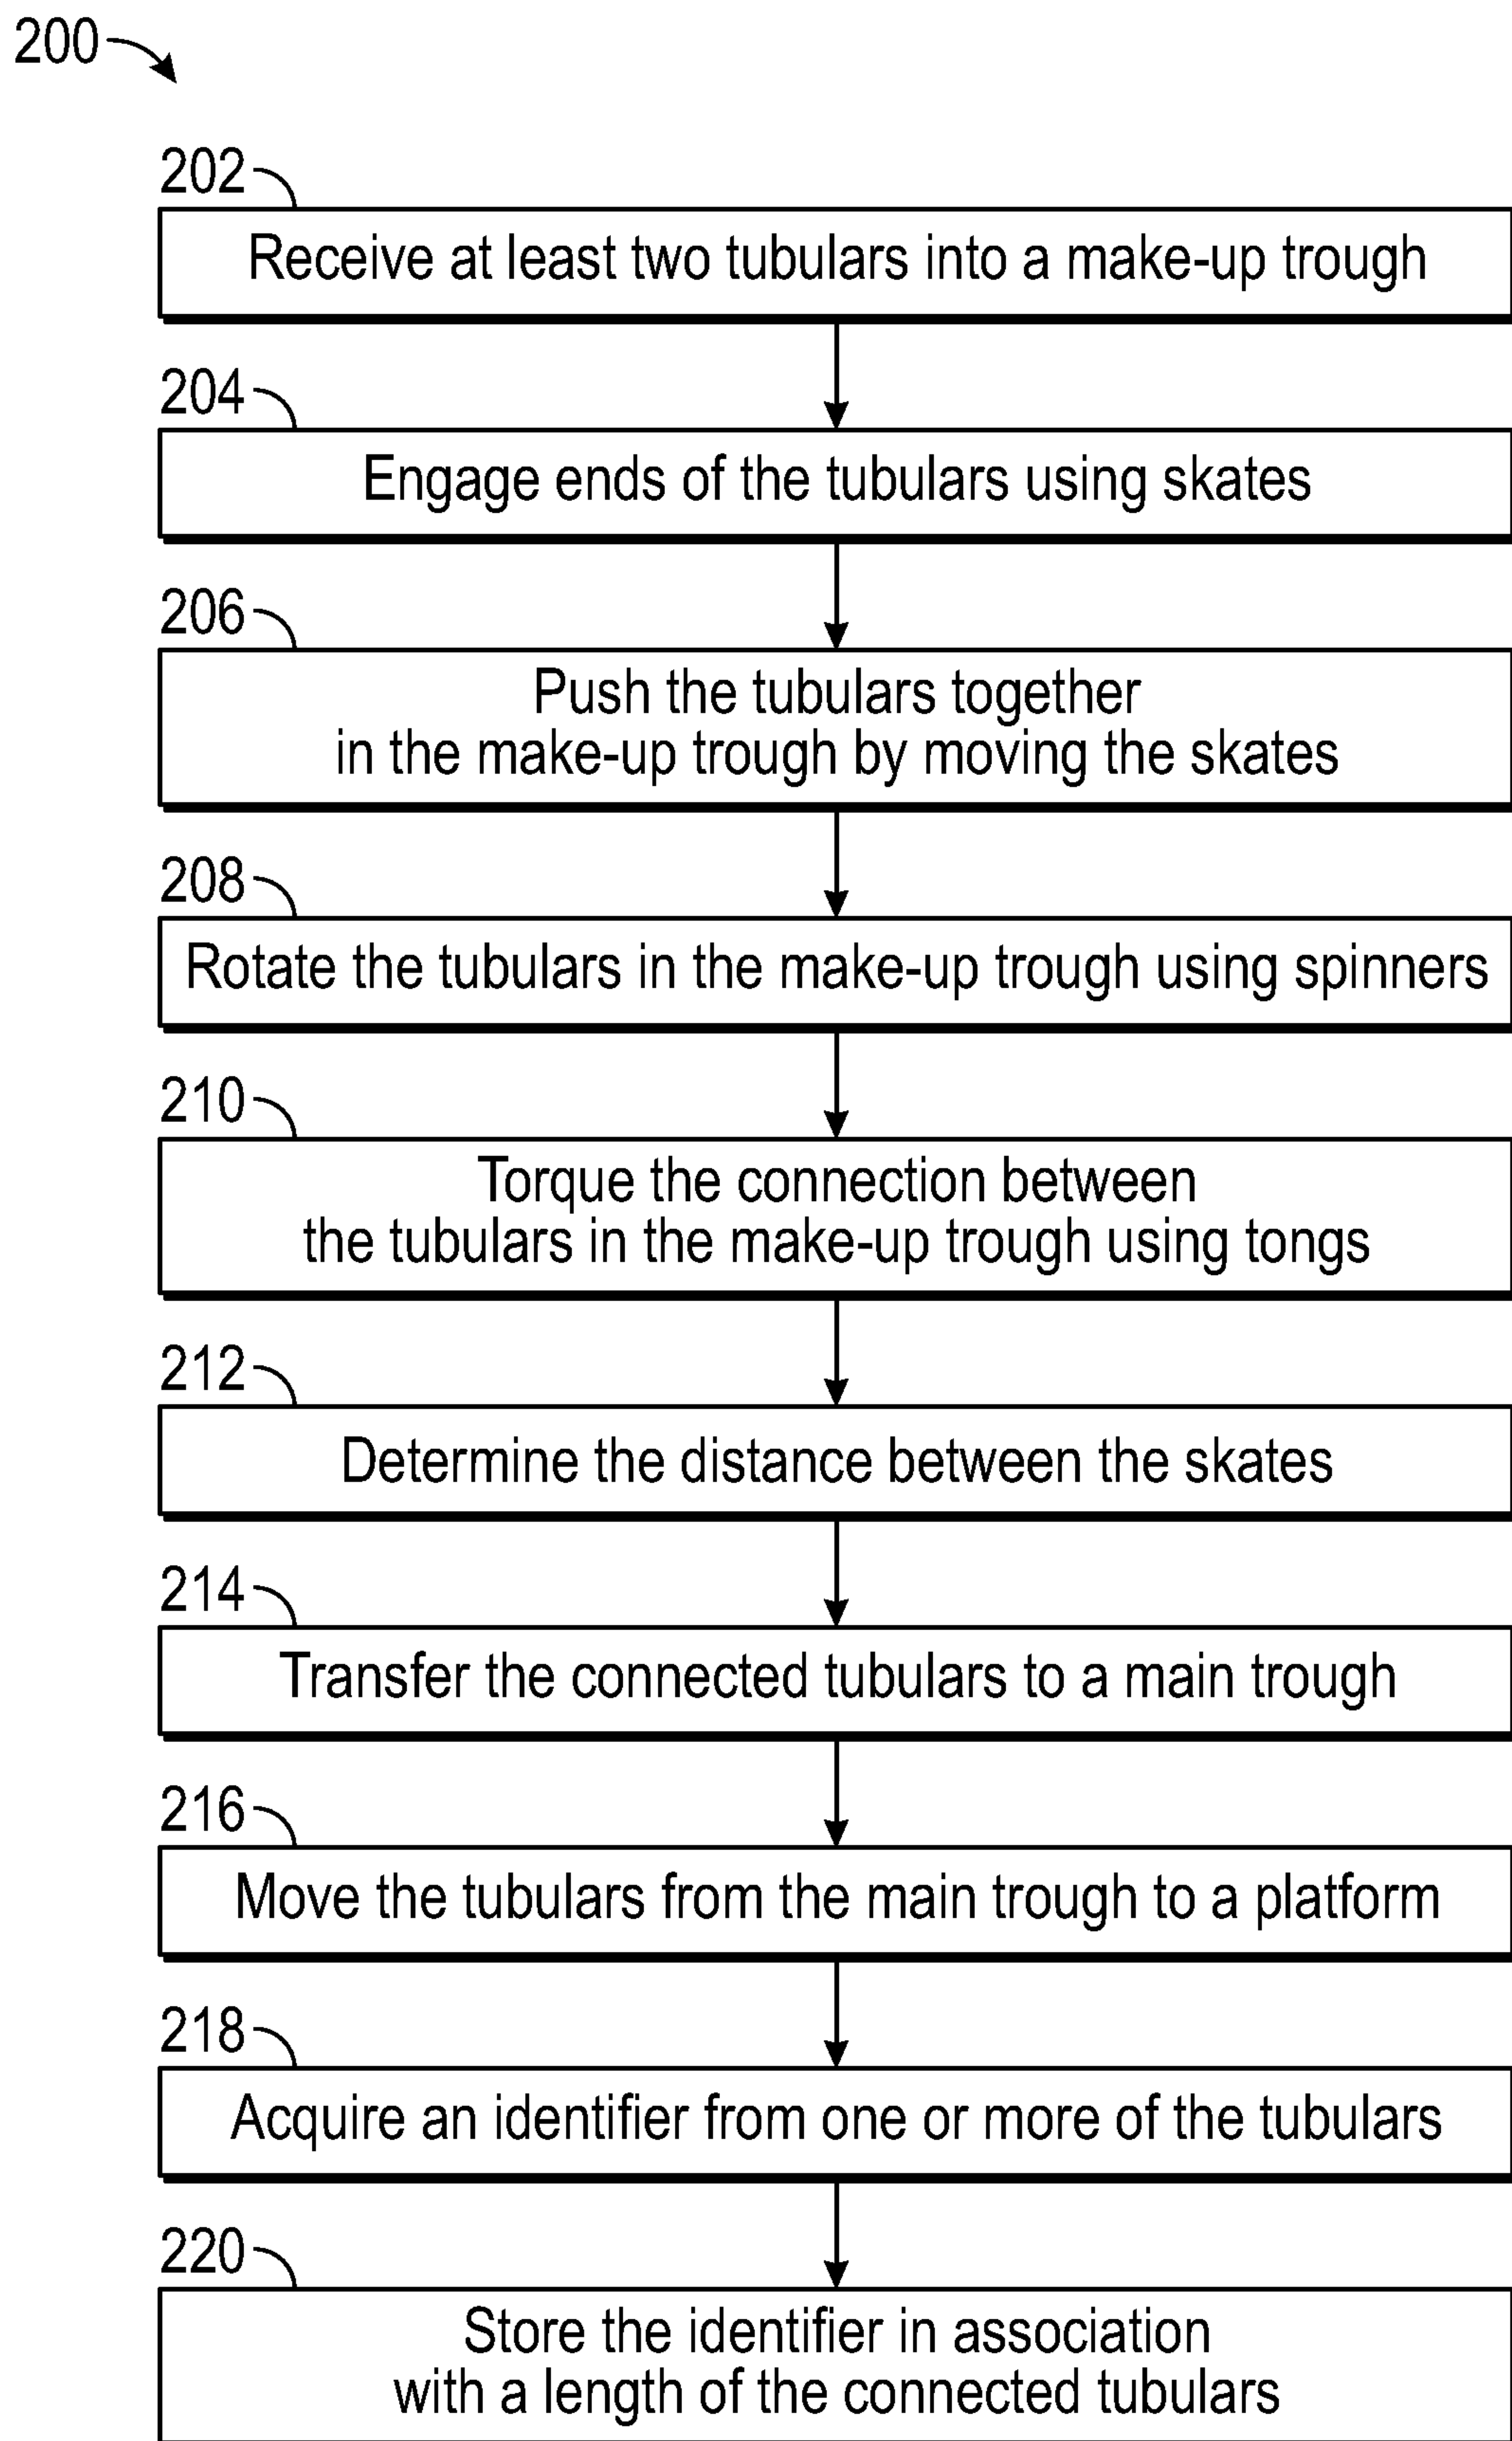 200
202
Receive at least two tubulars into a make-up trough
204
Engage ends of the tubulars using skates
206
Push the tubulars together
in the make-up trough by moving the skates
208
Rotate the tubulars in the make-up trough using spinners
210
Torque the connection between
the tubulars in the make-up trough using tongs
212
Determine the distance between the skates
214
Transfer the connected tubulars to a main trough
216
Move the tubulars from the main trough to a platform
218
Acquire an identifier from one or more of the tubulars
220
Store the identifier in association
with a length of the connected tubulars